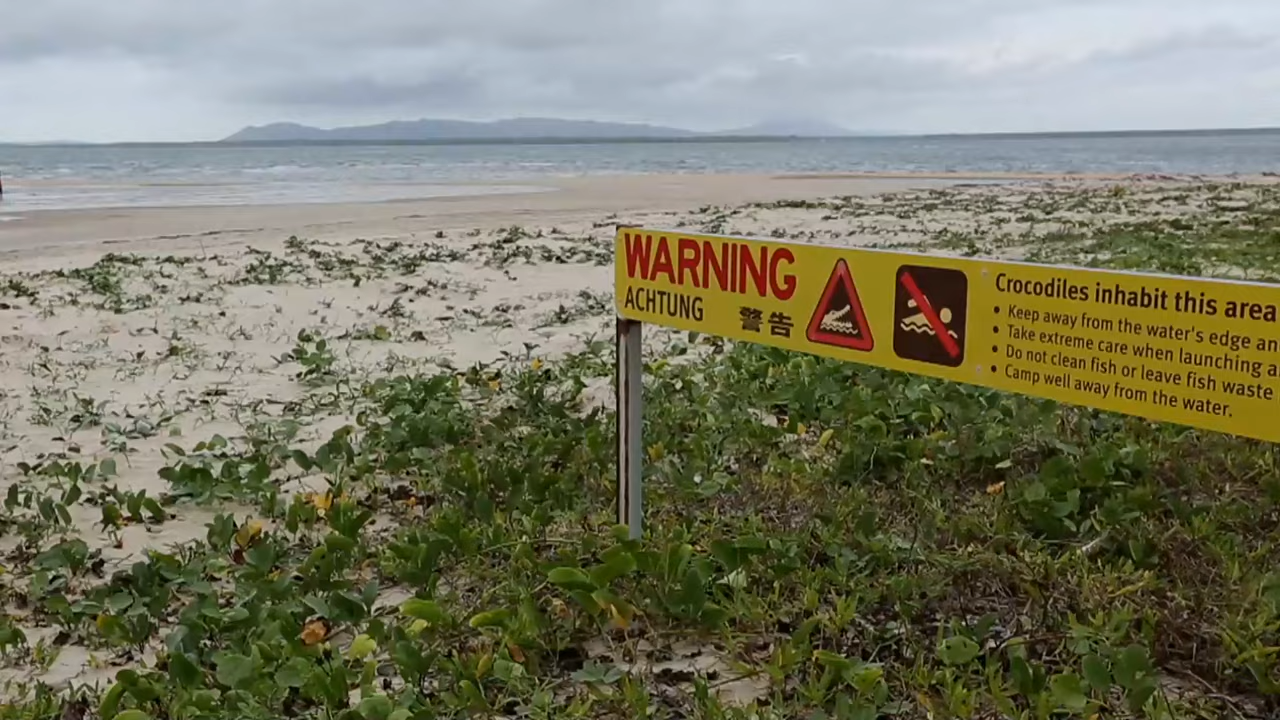 WARNING
ACHTUNG 警告
Crocodiles inhabit this area
• Keep away from the water's edge an
• Take extreme care when launching a
• Do not clean fish or leave fish waste
• Camp well away from the water.